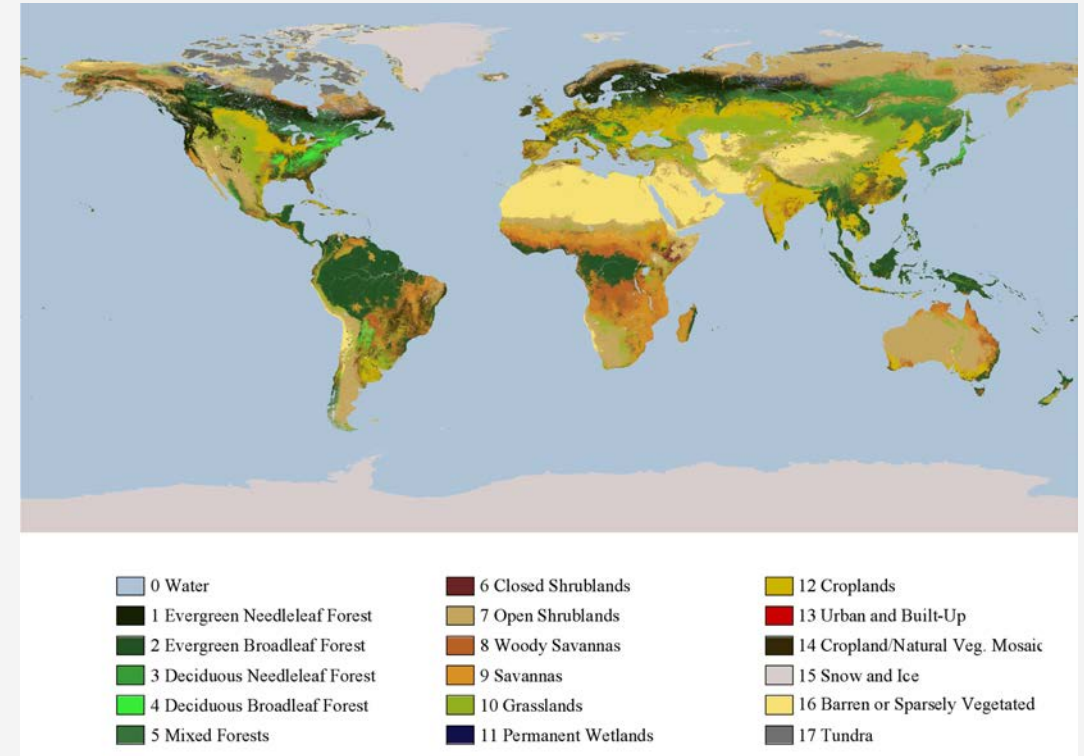 0 Water
1 Evergreen Needleleaf Forest
2 Evergreen Broadleaf Forest
3 Deciduous Needleleaf Forest
4 Deciduous Broadleaf Forest
5 Mixed Forests
6 Closed Shrublands
7 Open Shrublands
8 Woody Savannas
9 Savannas
10 Grasslands
11 Permanent Wetlands
12 Croplands
13 Urban and Built-Up
14 Cropland/Natural Veg. Mosaic
15 Snow and Ice
16 Barren or Sparsely Vegetated
17 Tundra